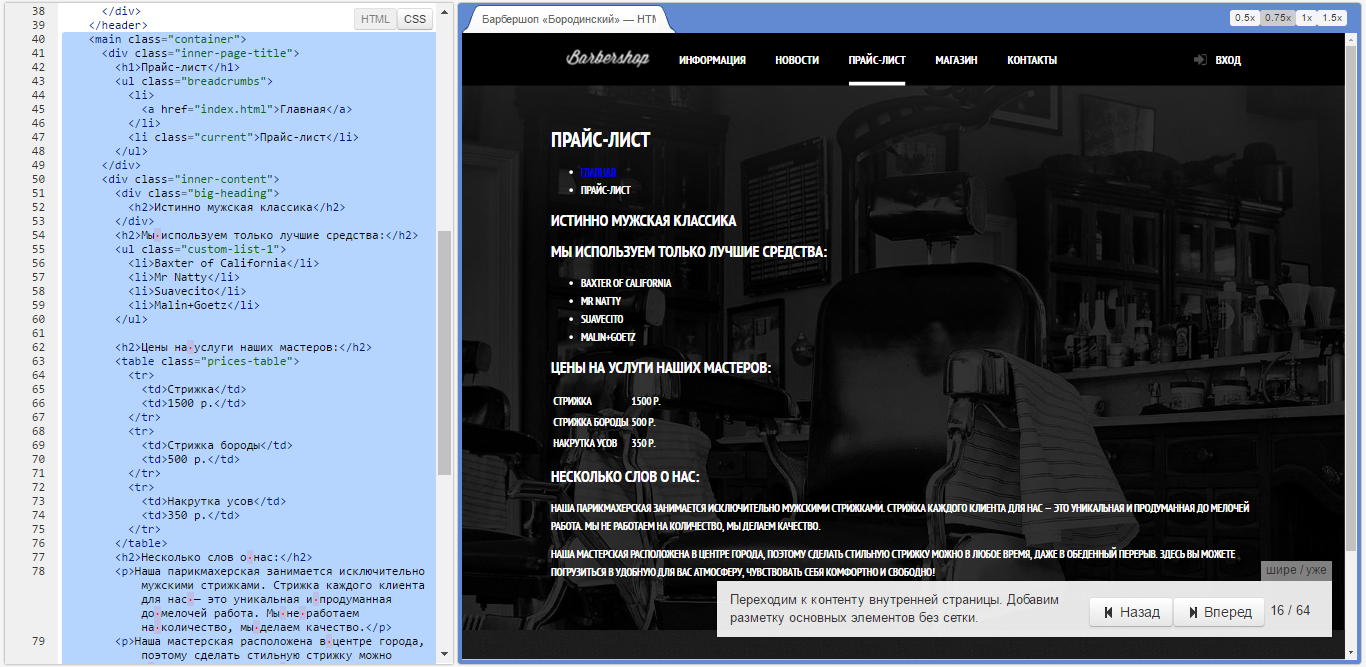 HTML CSS
38 </div>
39 </header>
40 <main class="container">
41 <div class="inner-page-title">
42 <h1>Прайс-лист</h1>
43 <ul class="breadcrumbs">
44 <li>
45 <a href="index.html">Главная</a>
46 </li>
47 <li class="current">Прайс-лист</li>
48 </ul>
49 </div>
50 <div class="inner-content">
51 <div class="big-heading">
52 <h2>Истинно мужская классика</h2>
53 </div>
54 <h2>Мы·используем только лучшие средства:</h2>
55 <ul class="custom-list-1">
56 <li>Baxter of California</li>
57 <li>Mr Natty</li>
58 <li>Suavecito</li>
59 <li>Malin+Goetz</li>
60 </ul>
61
62 <h2>Цены на·услуги наших мастеров:</h2>
63 <table class="prices-table">
64 <tr>
65 <td>Стрижка</td>
66 <td>1500 р.</td>
67 </tr>
68 <tr>
69 <td>Стрижка бороды</td>
70 <td>500 р.</td>
71 </tr>
72 <tr>
73 <td>Накрутка усов</td>
74 <td>350 р.</td>
75 </tr>
76 </table>
77 <h2>Несколько слов о·нас:</h2>
78 <p>Наша парикмахерская занимается исключительно
мужскими стрижками. Стрижка каждого клиента
для нас·— это уникальная и·продуманная
до·мелочей работа. Мы·не·работаем
на·количество, мы·делаем качество.</p>
79 <p>Наша мастерская расположена в·центре города,
поэтому сделать стильную стрижку можно
Барбершоп «Бородинский» — HTM
0.5x 0.75x 1x 1.5x
Barbershop ИНФОРМАЦИЯ НОВОСТИ ПРАЙС-ЛИСТ МАГАЗИН КОНТАКТЫ ВХОД
ПРАЙС-ЛИСТ
ГЛАВНАЯ
ПРАЙС-ЛИСТ
ИСТИННО МУЖСКАЯ КЛАССИКА
МЫ ИСПОЛЬЗУЕМ ТОЛЬКО ЛУЧШИЕ СРЕДСТВА:
BAXTER OF CALIFORNIA
MR NATTY
SUAVECITO
MALIN+GOETZ
ЦЕНЫ НА УСЛУГИ НАШИХ МАСТЕРОВ:
СТРИЖКА 1500 Р.
СТРИЖКА БОРОДЫ 500 Р.
НАКРУТКА УСОВ 350 Р.
НЕСКОЛЬКО СЛОВ О НАС:
НАША ПАРИКМАХЕРСКАЯ ЗАНИМАЕТСЯ ИСКЛЮЧИТЕЛЬНО МУЖСКИМИ СТРИЖКАМИ. СТРИЖКА КАЖДОГО КЛИЕНТА ДЛЯ НАС — ЭТО УНИКАЛЬНАЯ И ПРОДУМАННАЯ ДО МЕЛОЧЕЙ
РАБОТА. МЫ НЕ РАБОТАЕМ НА КОЛИЧЕСТВО, МЫ ДЕЛАЕМ КАЧЕСТВО.
НАША МАСТЕРСКАЯ РАСПОЛОЖЕНА В ЦЕНТРЕ ГОРОДА, ПОЭТОМУ СДЕЛАТЬ СТИЛЬНУЮ СТРИЖКУ МОЖНО В ЛЮБОЕ ВРЕМЯ, ДАЖЕ В ОБЕДЕННЫЙ ПЕРЕРЫВ. ЗДЕСЬ ВЫ МОЖЕТЕ
ПОГРУЗИТЬСЯ В УДОБНУЮ ДЛЯ ВАС АТМОСФЕРУ, ЧУВСТВОВАТЬ СЕБЯ КОМФОРТНО И СВОБОДНО!
шире / уже
Переходим к контенту внутренней страницы. Добавим
разметку основных элементов без сетки.
Назад Вперед 16 / 64